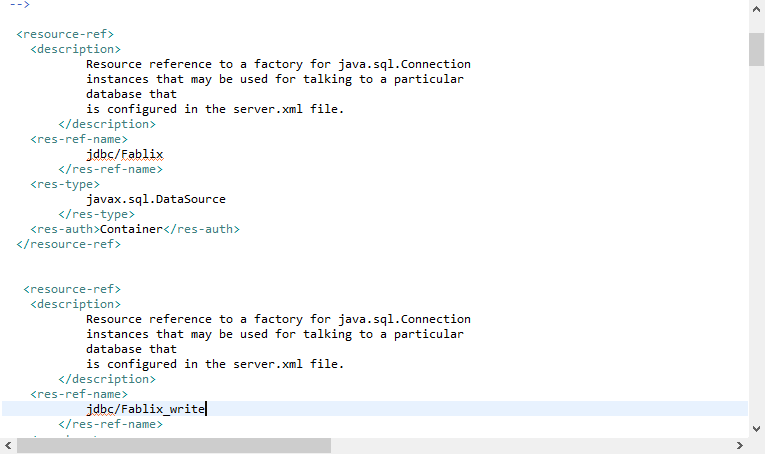 -->
<resource-ref>
<description>
Resource reference to a factory for java.sql.Connection
instances that may be used for talking to a particular
database that
is configured in the server.xml file.
</description>
<res-ref-name>
jdbc/Fablix
</res-ref-name>
<res-type>
javax.sql.DataSource
</res-type>
<res-auth>Container</res-auth>
</resource-ref>
<resource-ref>
<description>
Resource reference to a factory for java.sql.Connection
instances that may be used for talking to a particular
database that
is configured in the server.xml file.
</description>
<res-ref-name>
jdbc/Fablix_write
</res-ref-name>